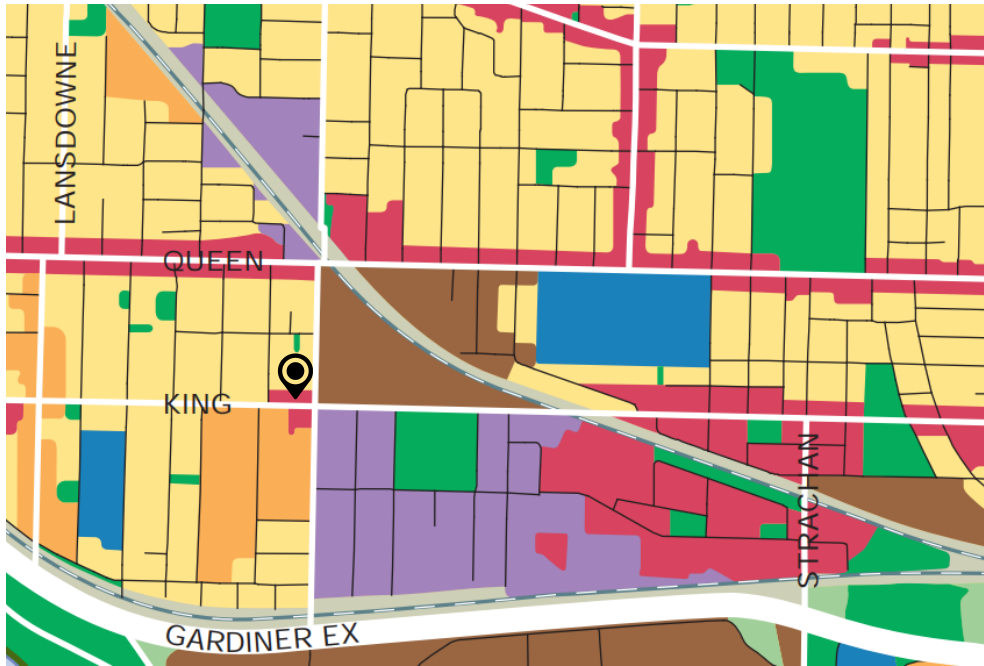 LANSDOWNE
QUEEN
KING
STRACHAN
GARDINER EX